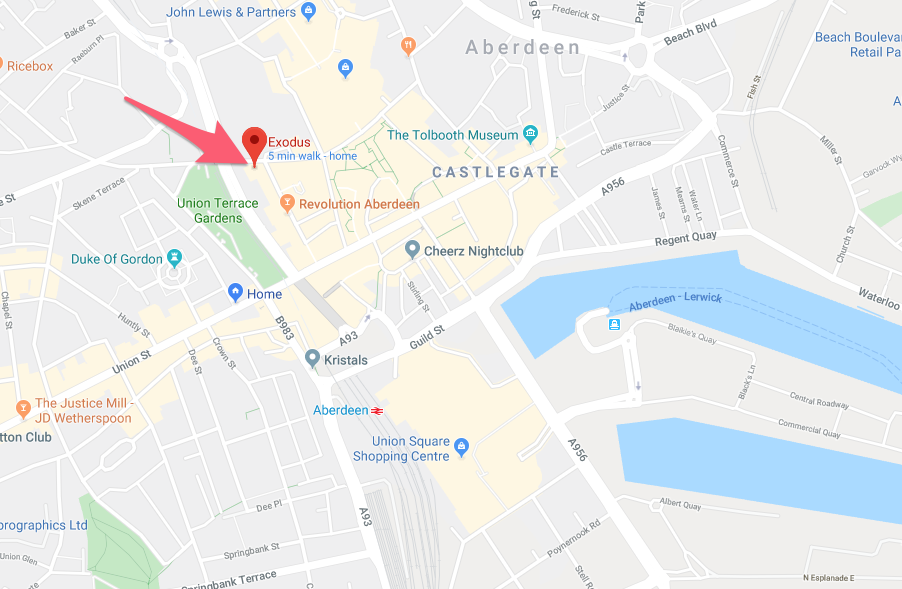 John Lewis & Partners
Frederick St
Park
Beach Blvd
Baker St
Raeburn Pl
Aberdeen
Beach Boulevar
Retail Pa
Ricebox
Fish St
A
Justice St
Exodus
5 min walk - home
The Tolbooth Museum
Castle Terrace
Commerce St
Miller St
CASTLEGATE
Garvock Wy
Skene Terrace
A956
James St
Mearns St
Water Ln
Union Terrace
Gardens
Revolution Aberdeen
Church St
Regent Quay
Duke Of Gordon
Cheerz Nightclub
Stirling St
Home
Aberdeen - Lerwick
Waterloo
Chapel St
Huntly St
B983
A93
Guild St
Blaikie's Quay
Union St
Dee St
Crown St
Kristals
Black's Ln
The Justice Mill -
JD Wetherspoon
Aberdeen
Central Roadway
Commercial Quay
tton Club
Union Square
Shopping Centre
A956
Dee Pl
A93
Albert Quay
prographics Ltd
Poynernook Rd
Springbank St
Union Glen
Springbank Terrace
Stell Ro
N Esplanade E